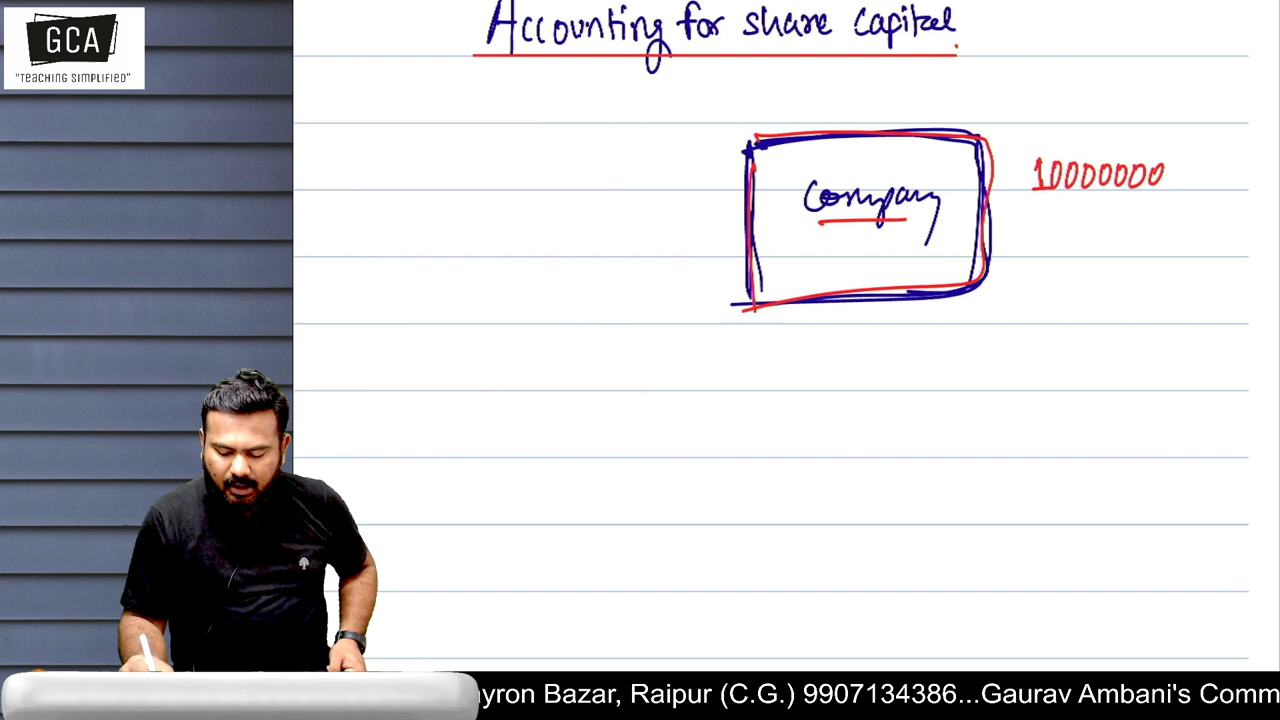 Accounting for share capital
GCA
"TEACHING SIMPLIFIED"
Company
10000000
yron Bazar, Raipur (C.G.) 9907134386...Gaurav Ambani's Comm